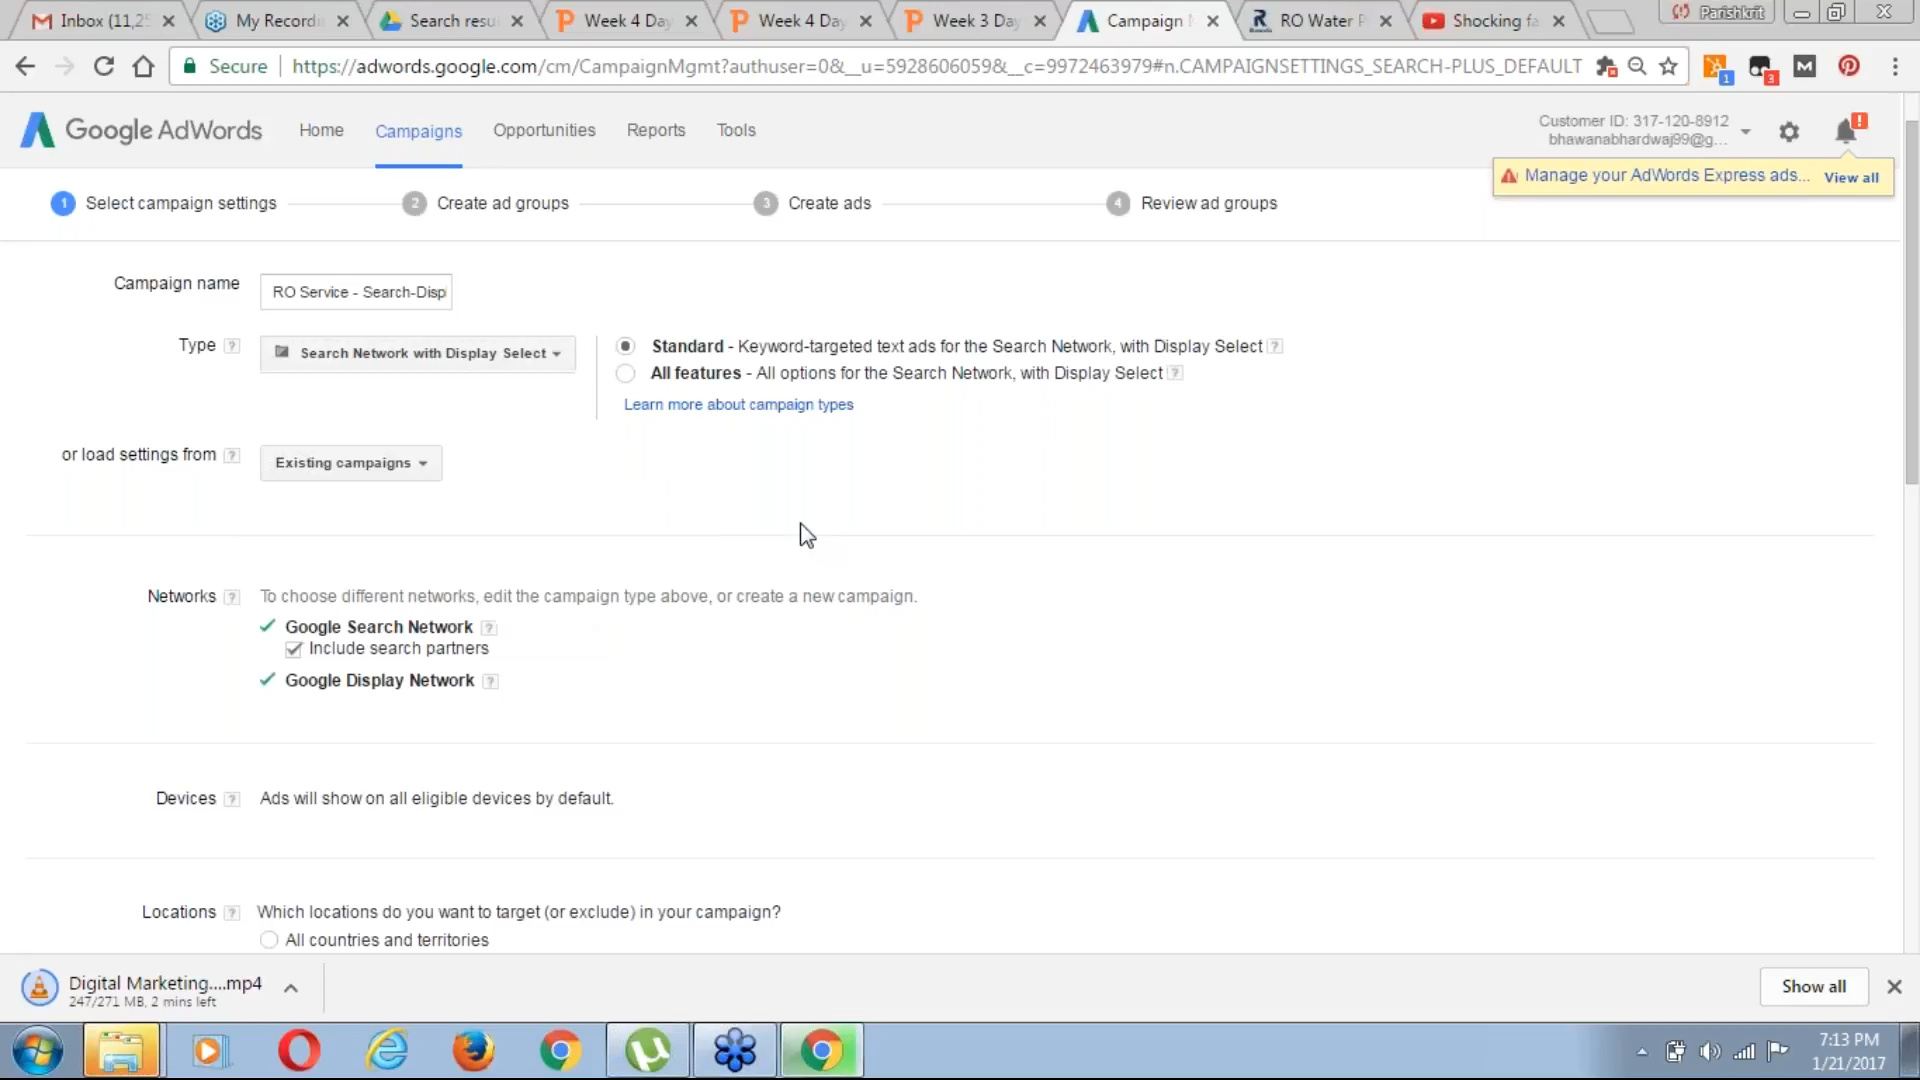 Inbox (11,25
My Recordi
Search resu
Week 4 Day
Week 4 Day
Week 3 Day
Campaign
RO Water P
Shocking fa
Parishkrit
Secure
https://adwords.google.com/cm/CampaignMgmt?authuser=0&__u=5928606059&__c=9972463979#n.CAMPAIGNSETTINGS_SEARCH-PLUS_DEFAULT
1
3
Google AdWords
Home
Campaigns
Opportunities
Reports
Tools
Customer ID: 317-120-8912
bhawanabhardwaj99@g...
Manage your AdWords Express ads... View all
1 Select campaign settings
2 Create ad groups
3 Create ads
4 Review ad groups
Campaign name
RO Service - Search-Disp
Type ?
Search Network with Display Select
Standard - Keyword-targeted text ads for the Search Network, with Display Select ?
All features - All options for the Search Network, with Display Select ?
Learn more about campaign types
or load settings from ?
Existing campaigns
Networks ?
To choose different networks, edit the campaign type above, or create a new campaign.
Google Search Network ?
Include search partners
Google Display Network ?
Devices ?
Ads will show on all eligible devices by default.
Locations ?
Which locations do you want to target (or exclude) in your campaign?
All countries and territories
Digital Marketing....mp4
247/271 MB, 2 mins left
Show all
7:13 PM
1/21/2017